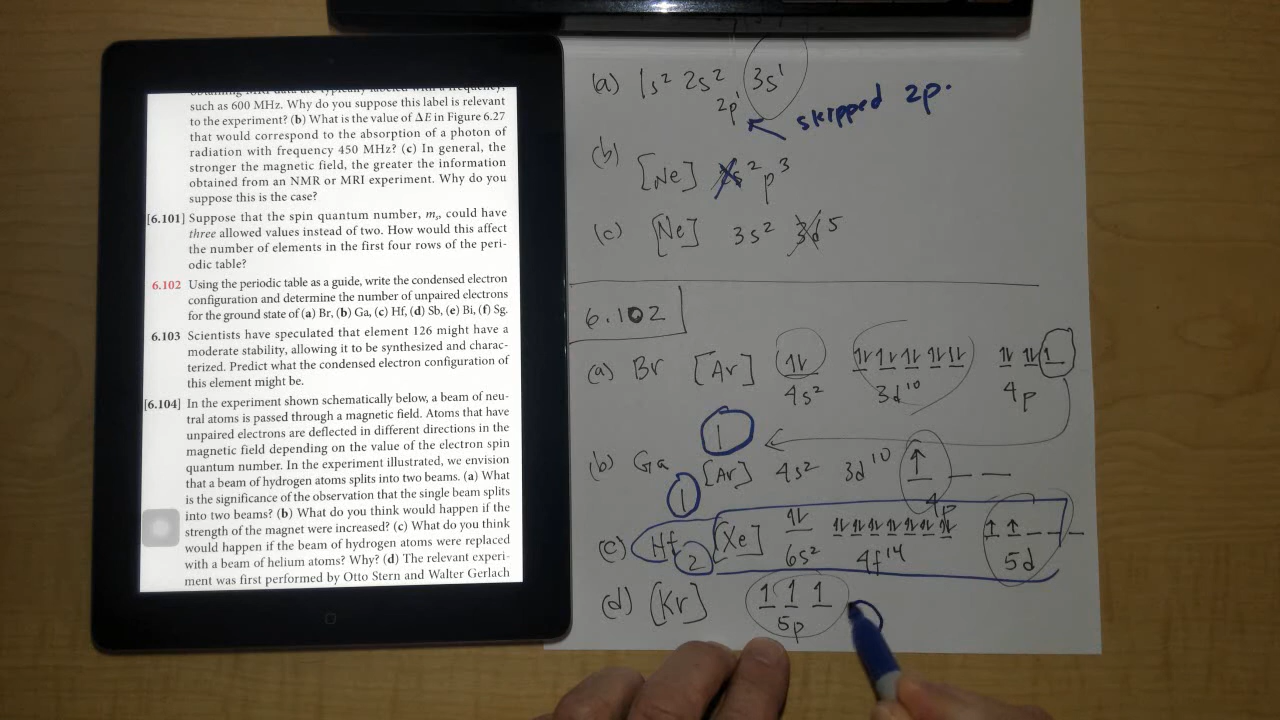 such as 600 MHz. Why do you suppose this label is relevant
to the experiment? (b) What is the value of ΔE in Figure 6.27
that would correspond to the absorption of a photon of
radiation with frequency 450 MHz? (c) In general, the
stronger the magnetic field, the greater the information
obtained from an NMR or MRI experiment. Why do you
suppose this is the case?
[6.101] Suppose that the spin quantum number, mₛ, could have
three allowed values instead of two. How would this affect
the number of elements in the first four rows of the peri-
odic table?
6.102 Using the periodic table as a guide, write the condensed electron
configuration and determine the number of unpaired electrons
for the ground state of (a) Br, (b) Ga, (c) Hf, (d) Sb, (e) Bi, (f) Sg.
6.103 Scientists have speculated that element 126 might have a
moderate stability, allowing it to be synthesized and charac-
terized. Predict what the condensed electron configuration of
this element might be.
[6.104] In the experiment shown schematically below, a beam of neu-
tral atoms is passed through a magnetic field. Atoms that have
unpaired electrons are deflected in different directions in the
magnetic field depending on the value of the electron spin
quantum number. In the experiment illustrated, we envision
that a beam of hydrogen atoms splits into two beams. (a) What
is the significance of the observation that the single beam splits
into two beams? (b) What do you think would happen if the
strength of the magnet were increased? (c) What do you think
would happen if the beam of hydrogen atoms were replaced
with a beam of helium atoms? Why? (d) The relevant experi-
ment was first performed by Otto Stern and Walter Gerlach
(a) 1s² 2s² 3s¹
2p¹ skipped 2p.
(b) [Ne] ² p³
(c) [Ne] 3s² 3d⁵
6.102
(a) Br [Ar] ⥮ ⥮ ⥮ ⥮ ⥮ ⥮ ⥮ ⥮ 1
4s² 3d¹⁰ 4p
1
(b) Ga [Ar] 4s² 3d¹⁰ ↑
1 4p
(c) Hf [Xe] ⥮ ⥮ ⥮ ⥮ ⥮ ⥮ ⥮ ⥮ ↑ ↑
2 6s² 4f¹⁴ 5d
(d) [Kr] 1 1 1
5p